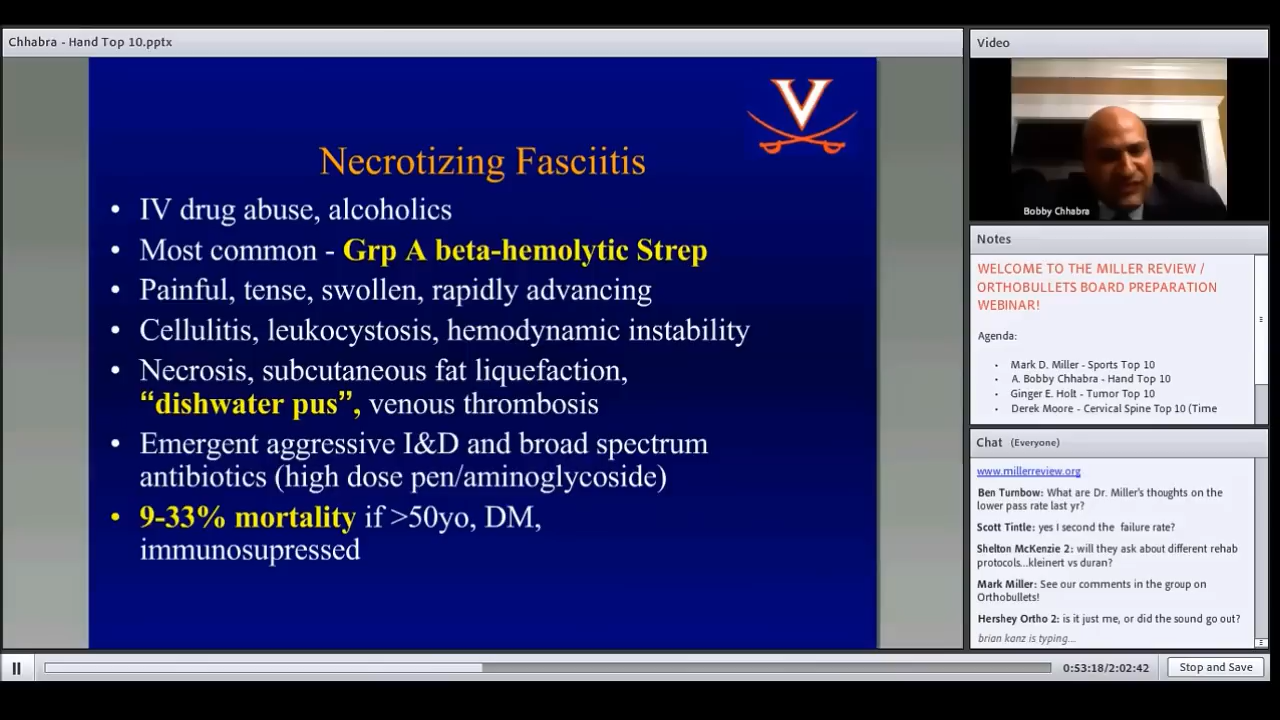 Chhabra - Hand Top 10.pptx
Necrotizing Fasciitis
• IV drug abuse, alcoholics
• Most common - Grp A beta-hemolytic Strep
• Painful, tense, swollen, rapidly advancing
• Cellulitis, leukocystosis, hemodynamic instability
• Necrosis, subcutaneous fat liquefaction,
“dishwater pus”, venous thrombosis
• Emergent aggressive I&D and broad spectrum
antibiotics (high dose pen/aminoglycoside)
• 9-33% mortality if >50yo, DM,
immunosupressed
V
Video
Bobby Chhabra
Notes
WELCOME TO THE MILLER REVIEW /
ORTHOBULLETS BOARD PREPARATION
WEBINAR!
Agenda:
• Mark D. Miller - Sports Top 10
• A. Bobby Chhabra - Hand Top 10
• Ginger E. Holt - Tumor Top 10
• Derek Moore - Cervical Spine Top 10 (Time
Chat (Everyone)
www.millerreview.org
Ben Turnbow: What are Dr. Miller's thoughts on the
lower pass rate last yr?
Scott Tintle: yes I second the failure rate?
Shelton McKenzie 2: will they ask about different rehab
protocols...kleinert vs duran?
Mark Miller: See our comments in the group on
Orthobullets!
Hershey Ortho 2: is it just me, or did the sound go out?
brian kanz is typing...
0:53:18/2:02:42
Stop and Save